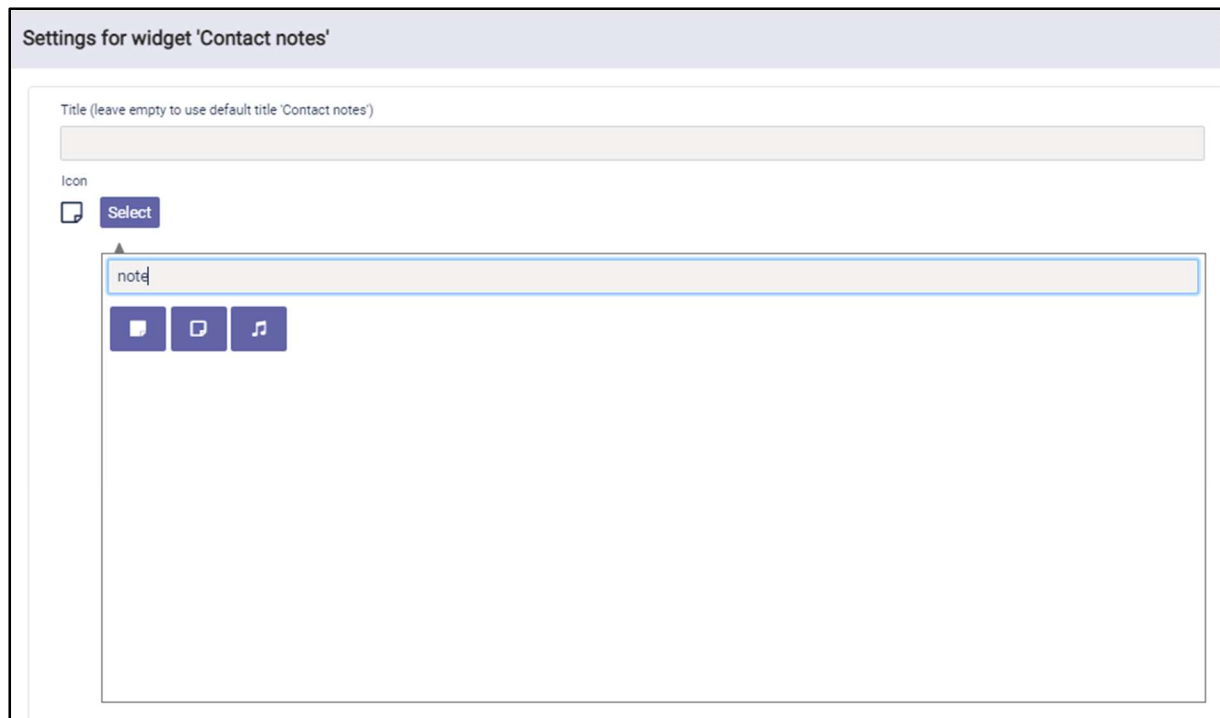 Settings for widget 'Contact notes'
Title (leave empty to use default title 'Contact notes')
Icon
Select
note